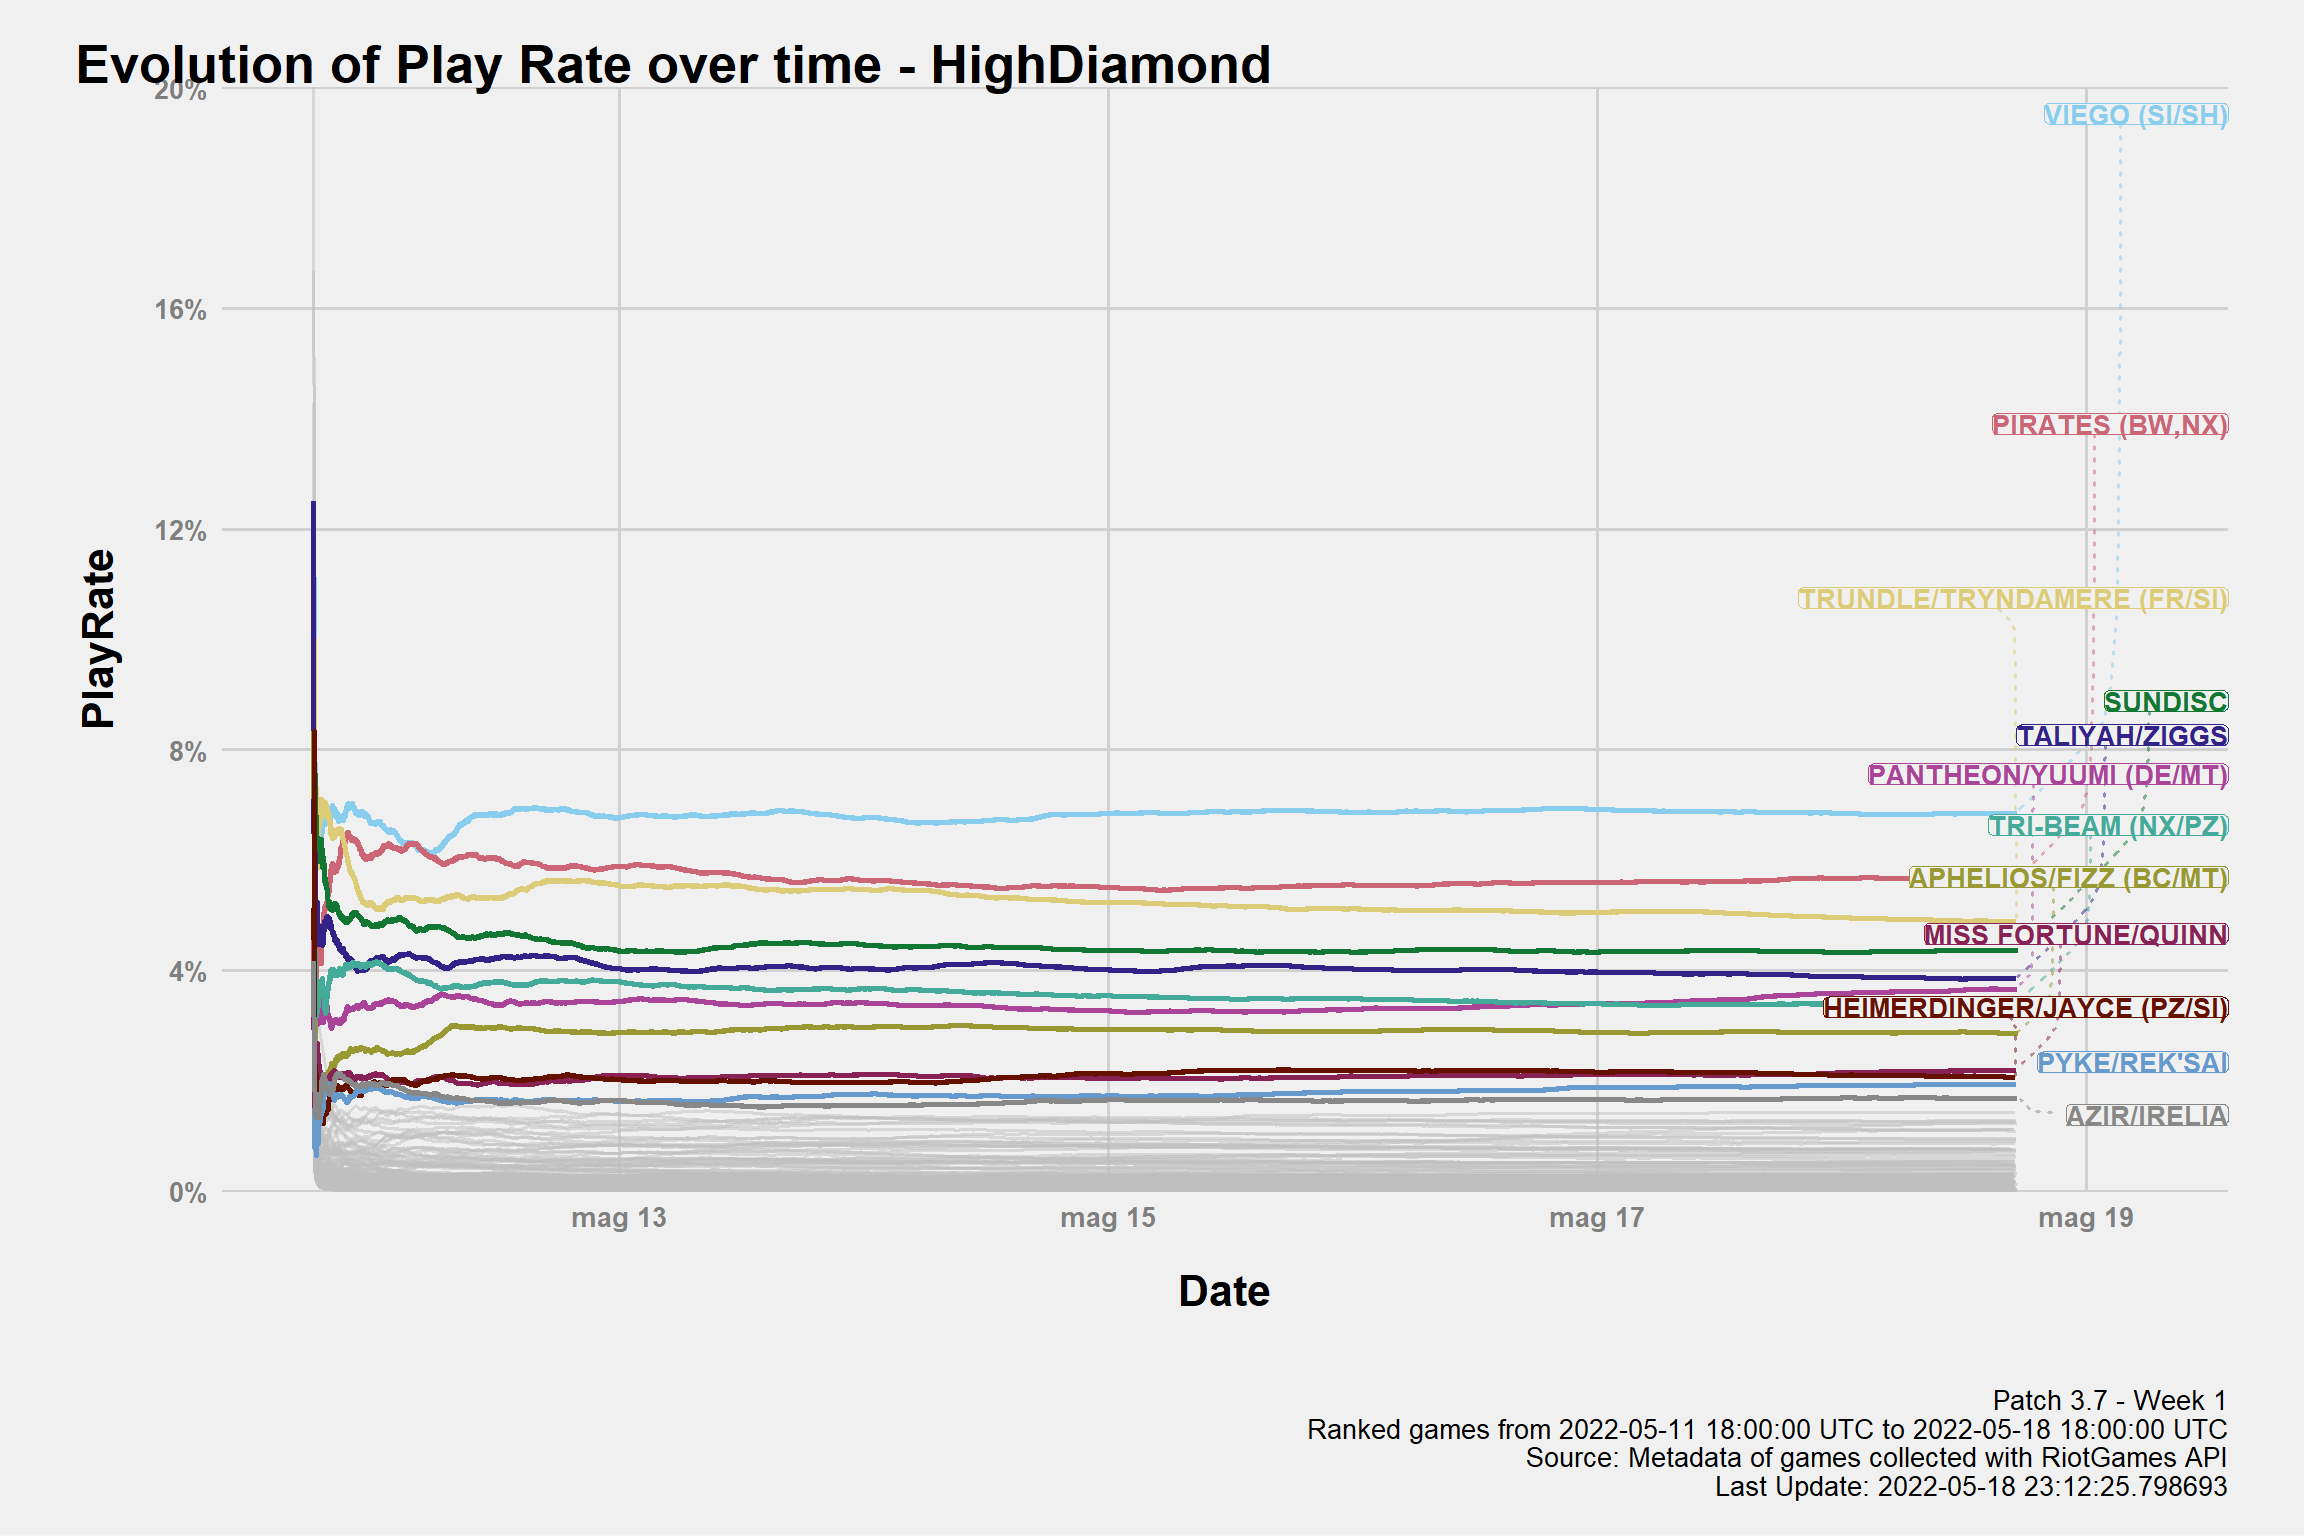 Evolution of Play Rate over time - HighDiamond
20%
VIEGO (SI/SH)
16%
PIRATES (BW,NX)
12%
TRUNDLE/TRYNDAMERE (FR/SI)
PlayRate
SUNDISC
TALIYAH/ZIGGS
8%
PANTHEON/YUUMI (DE/MT)
TRI-BEAM (NX/PZ)
APHELIOS/FIZZ (BC/MT)
MISS FORTUNE/QUINN
4%
HEIMERDINGER/JAYCE (PZ/SI)
PYKE/REK'SAI
AZIR/IRELIA
0%
mag 13 mag 15 mag 17 mag 19
Date
Patch 3.7 - Week 1
Ranked games from 2022-05-11 18:00:00 UTC to 2022-05-18 18:00:00 UTC
Source: Metadata of games collected with RiotGames API
Last Update: 2022-05-18 23:12:25.798693